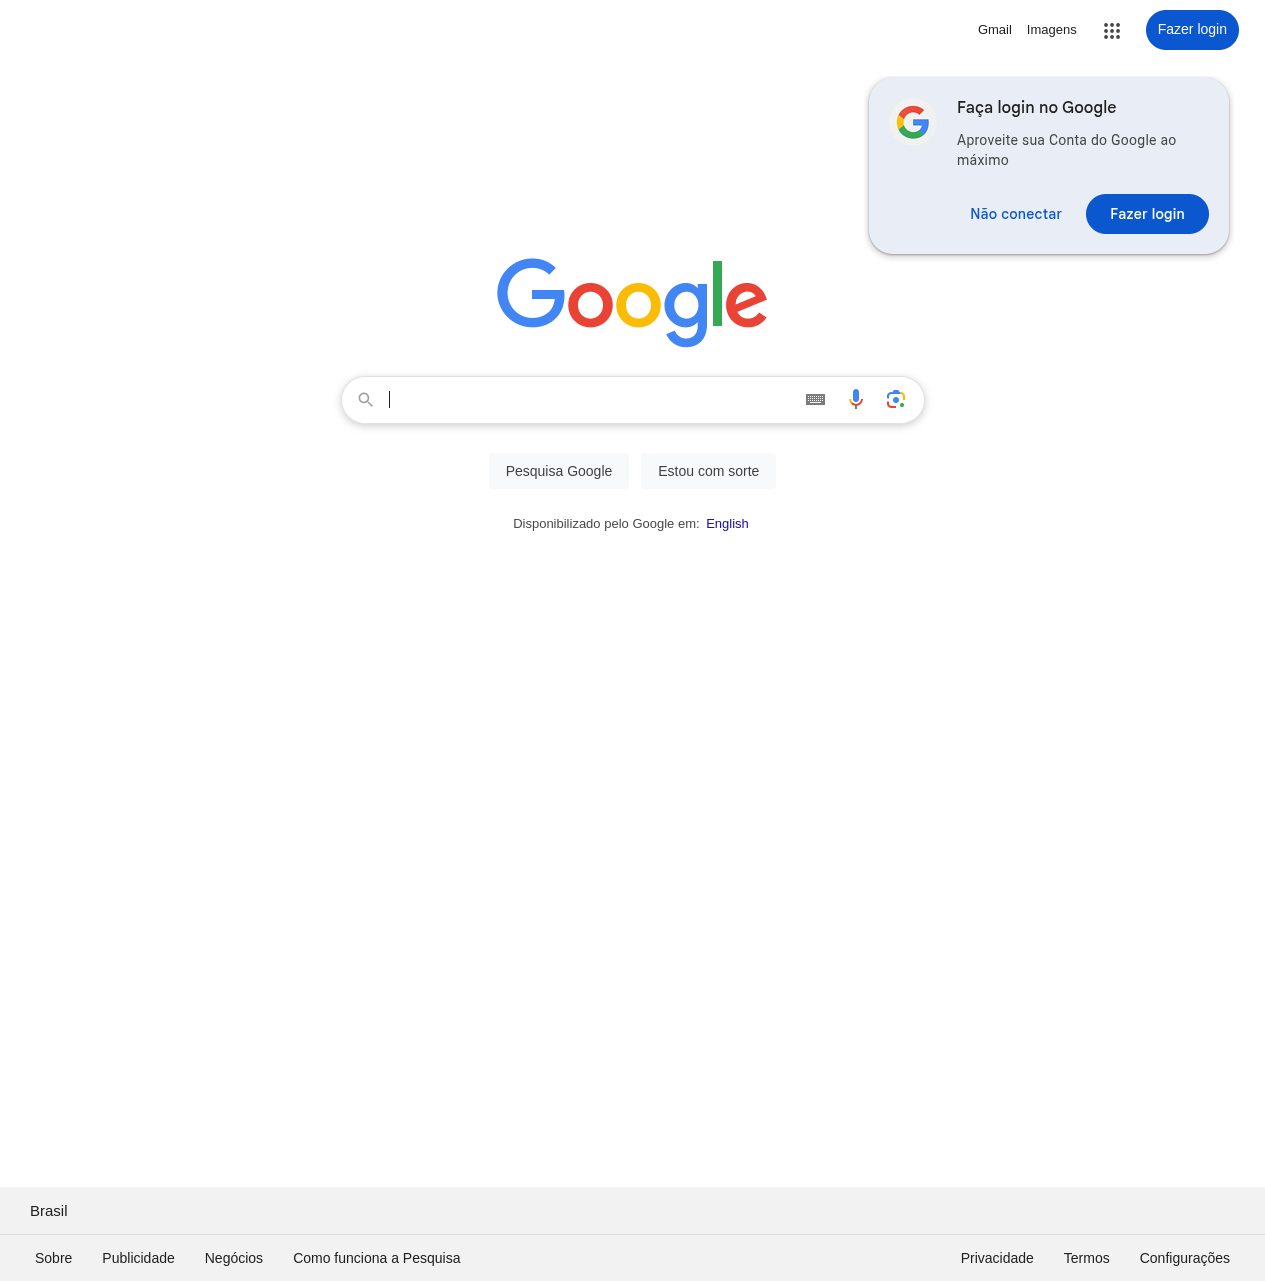 Gmail Imagens Fazer login
Faça login no Google
Aproveite sua Conta do Google ao
máximo
Não conectar Fazer login
Google
Pesquisa Google Estou com sorte
Disponibilizado pelo Google em: English
Brasil
Sobre Publicidade Negócios Como funciona a Pesquisa Privacidade Termos Configurações